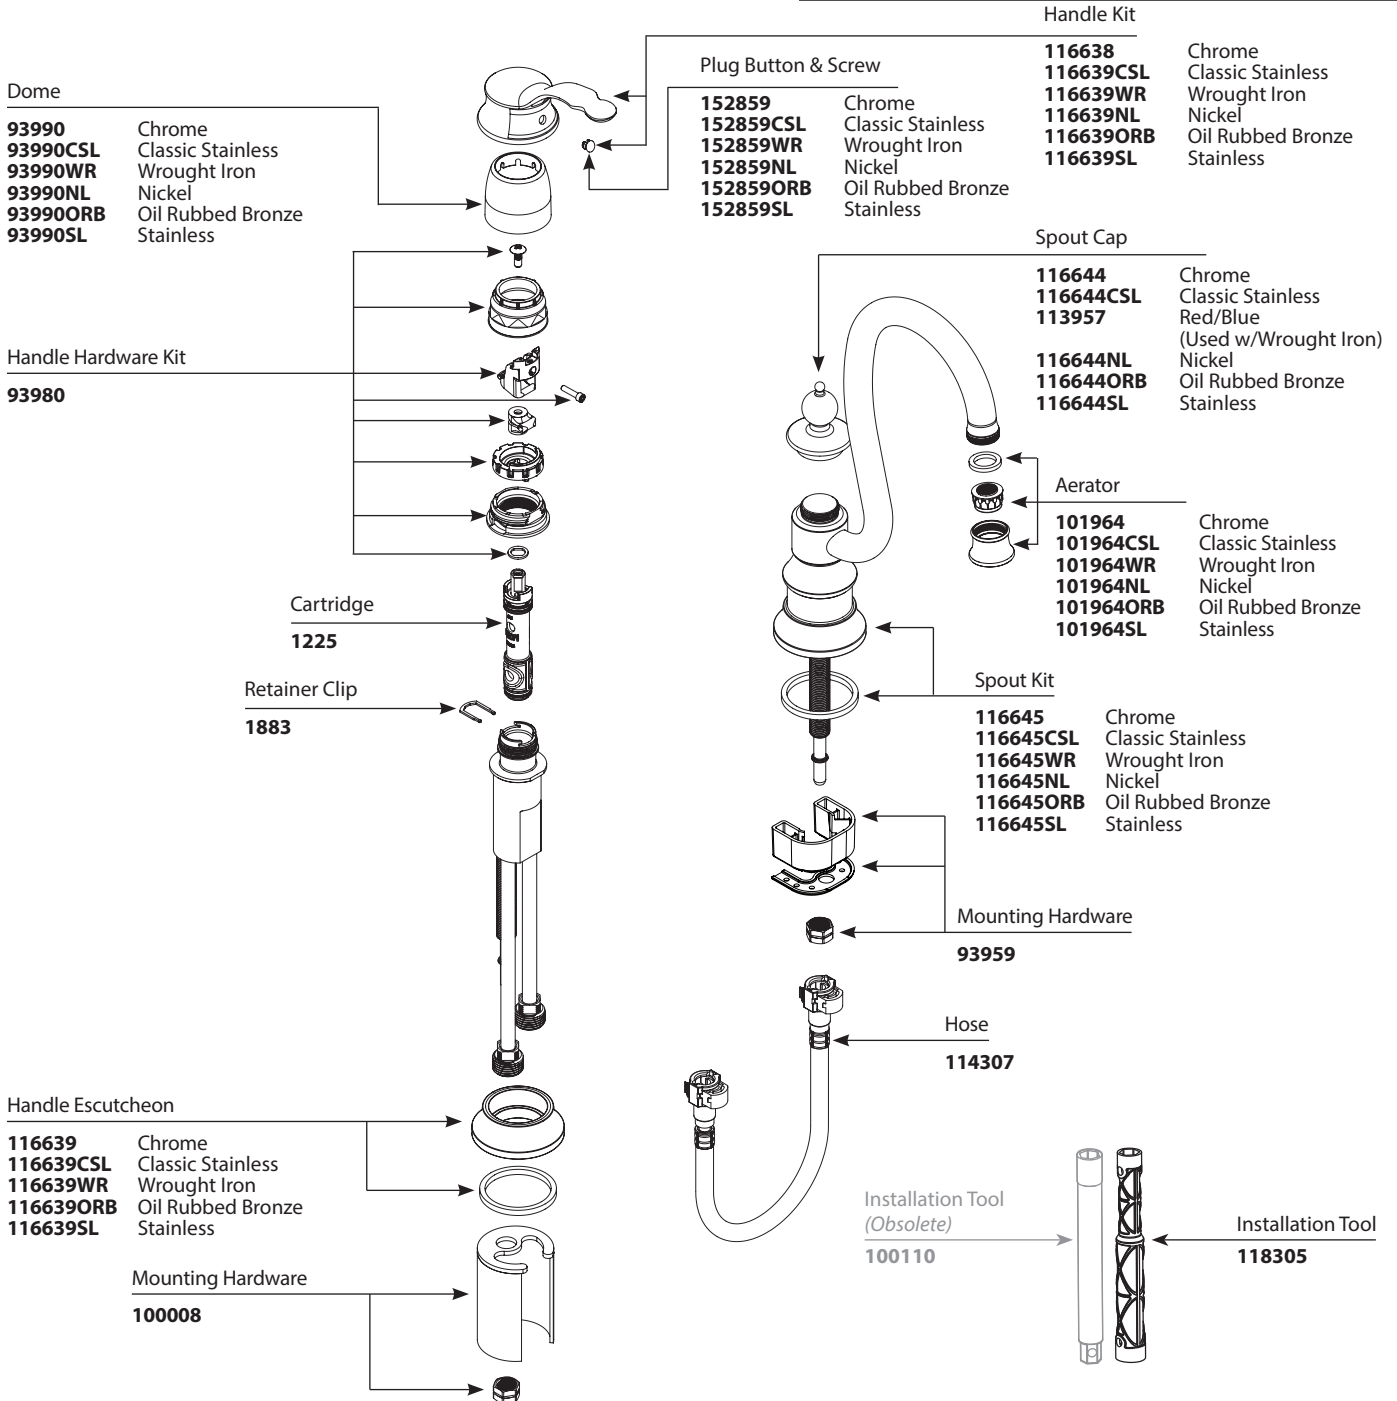 Handle Kit
116638 Chrome
116639CSL Classic Stainless
116639WR Wrought Iron
116639NL Nickel
116639ORB Oil Rubbed Bronze
116639SL Stainless
Plug Button & Screw
152859 Chrome
152859CSL Classic Stainless
152859WR Wrought Iron
152859NL Nickel
152859ORB Oil Rubbed Bronze
152859SL Stainless
Dome
93990 Chrome
93990CSL Classic Stainless
93990WR Wrought Iron
93990NL Nickel
93990ORB Oil Rubbed Bronze
93990SL Stainless
Spout Cap
116644 Chrome
116644CSL Classic Stainless
113957 Red/Blue
(Used w/Wrought Iron)
116644NL Nickel
116644ORB Oil Rubbed Bronze
116644SL Stainless
Handle Hardware Kit
93980
Aerator
101964 Chrome
101964CSL Classic Stainless
101964WR Wrought Iron
101964NL Nickel
101964ORB Oil Rubbed Bronze
101964SL Stainless
Cartridge
1225
Retainer Clip
1883
Spout Kit
116645 Chrome
116645CSL Classic Stainless
116645WR Wrought Iron
116645NL Nickel
116645ORB Oil Rubbed Bronze
116645SL Stainless
Mounting Hardware
93959
Hose
114307
Handle Escutcheon
116639 Chrome
116639CSL Classic Stainless
116639WR Wrought Iron
116639ORB Oil Rubbed Bronze
116639SL Stainless
Mounting Hardware
100008
Installation Tool
(Obsolete)
100110
Installation Tool
118305